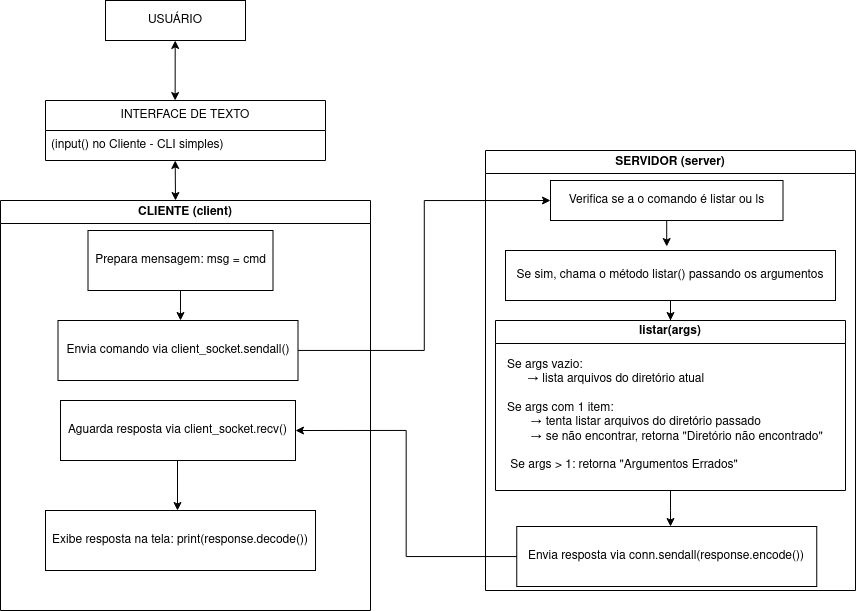 USUÁRIO
INTERFACE DE TEXTO
(input() no Cliente - CLI simples)
CLIENTE (client)
Prepara mensagem: msg = cmd
Envia comando via client_socket.sendall()
Aguarda resposta via client_socket.recv()
Exibe resposta na tela: print(response.decode())
SERVIDOR (server)
Verifica se a o comando é listar ou ls
Se sim, chama o método listar() passando os argumentos
listar(args)
Se args vazio:
→ lista arquivos do diretório atual
Se args com 1 item:
→ tenta listar arquivos do diretório passado
→ se não encontrar, retorna "Diretório não encontrado"
Se args > 1: retorna "Argumentos Errados"
Envia resposta via conn.sendall(response.encode())